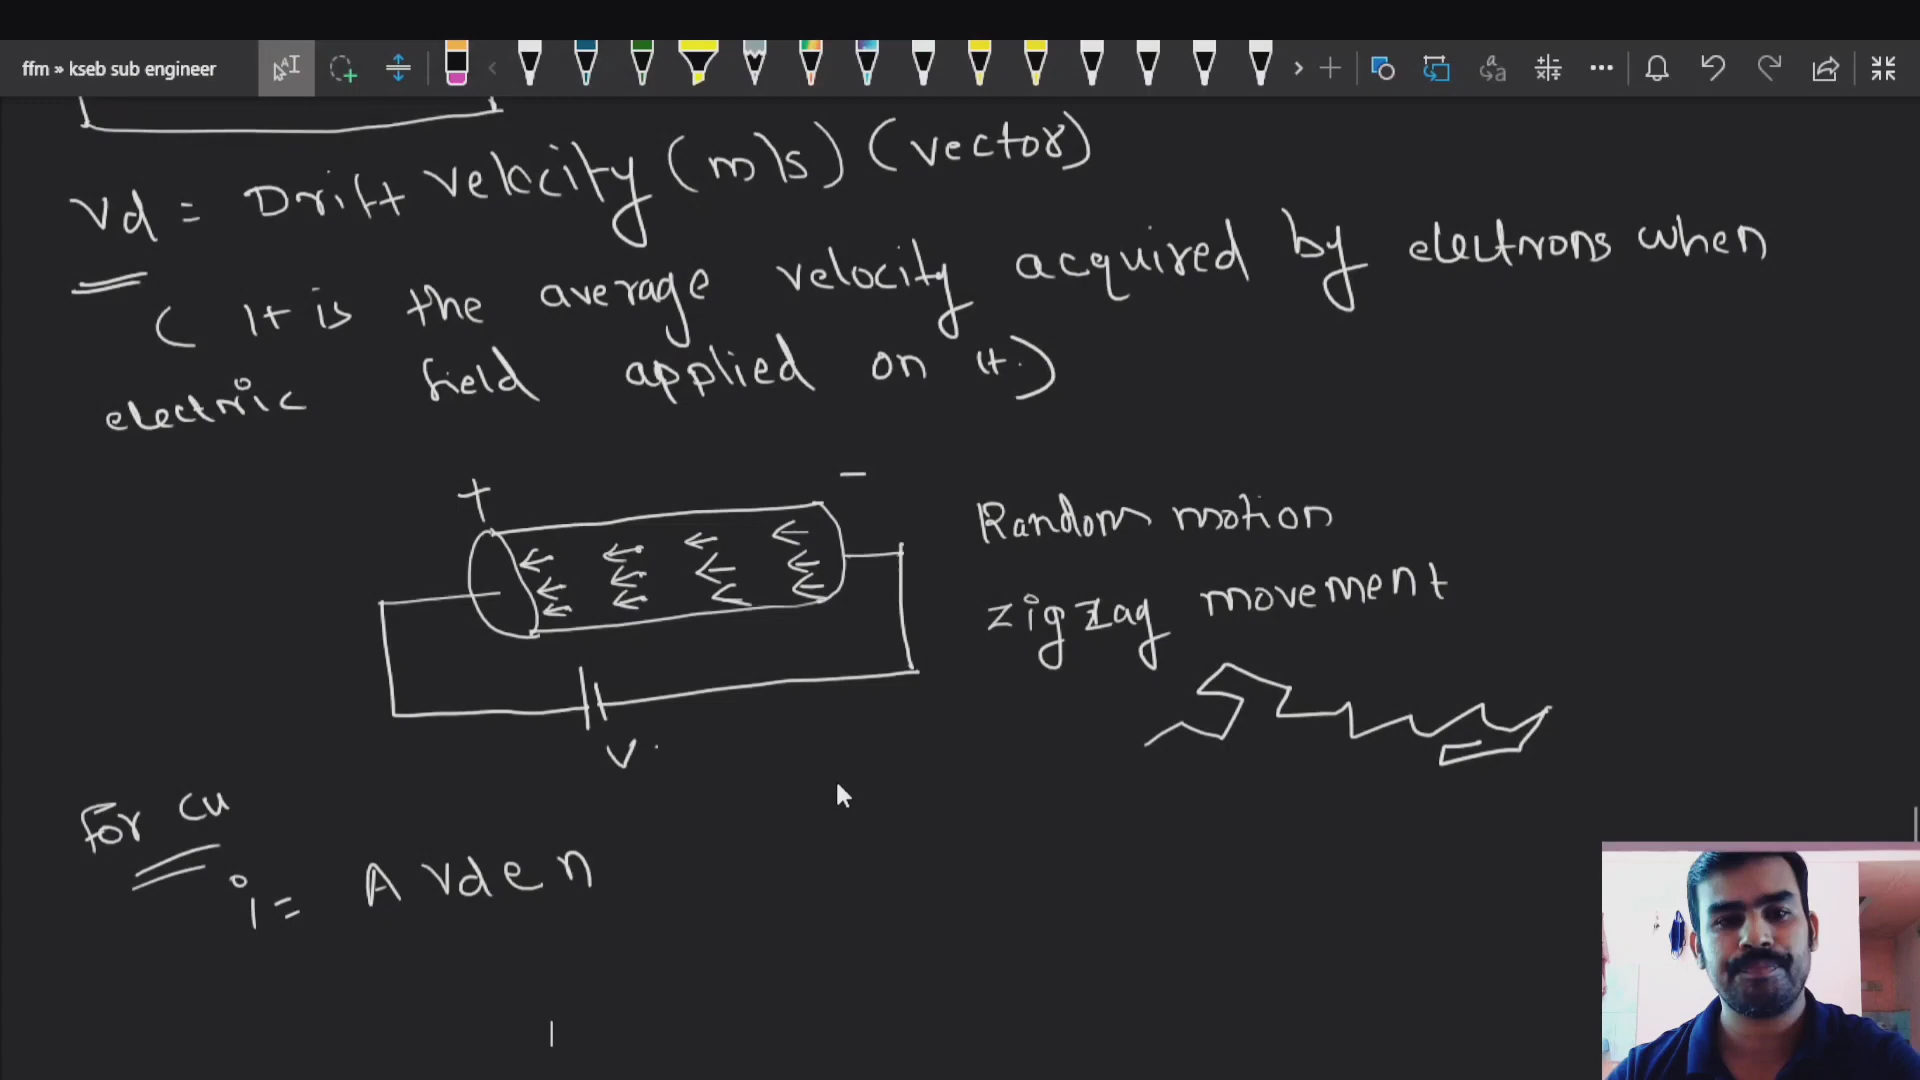 ffm » kseb sub engineer
Vd = Drift velocity (m\s) (vector)
( It is the average velocity acquired by electrons when
electric field applied on it.)
+ −
Random motion
zigzag movement
V
For cu
i = A vd e n